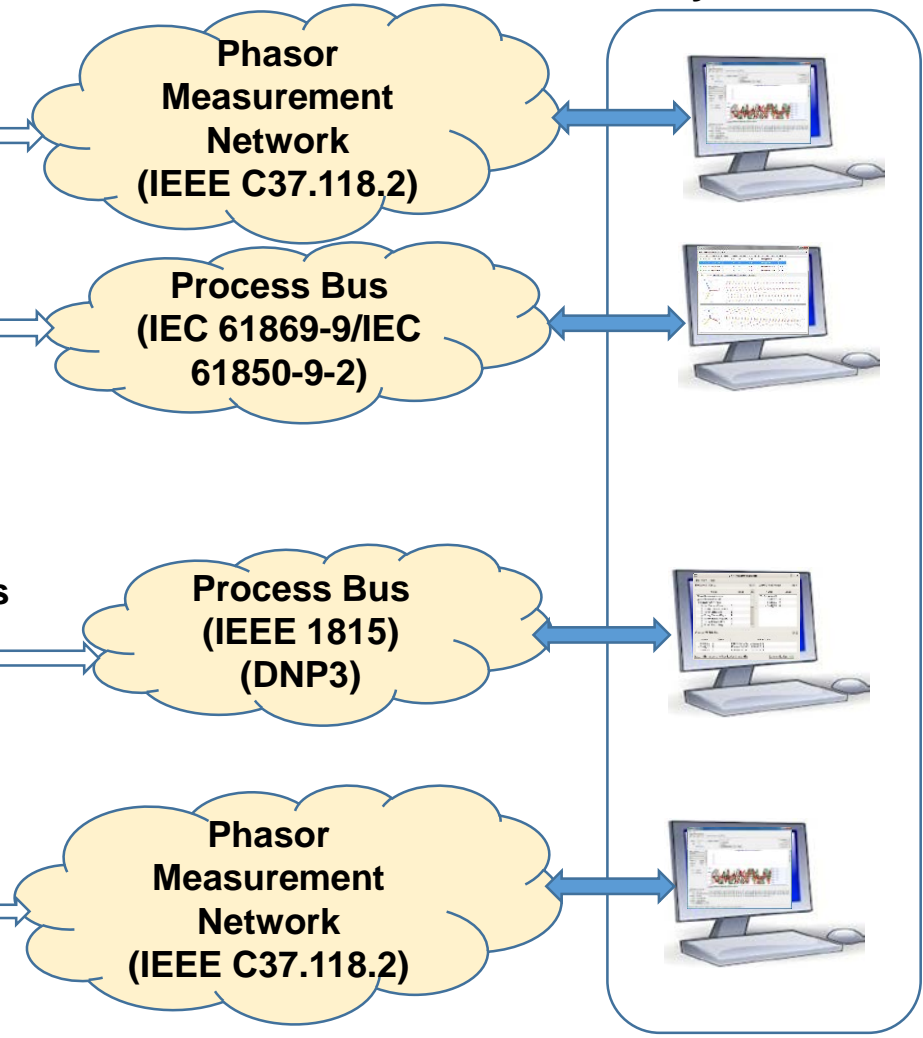 Phasor
Measurement
Network
(IEEE C37.118.2)
Process Bus
(IEC 61869-9/IEC
61850-9-2)
s
Process Bus
(IEEE 1815)
(DNP3)
Phasor
Measurement
Network
(IEEE C37.118.2)